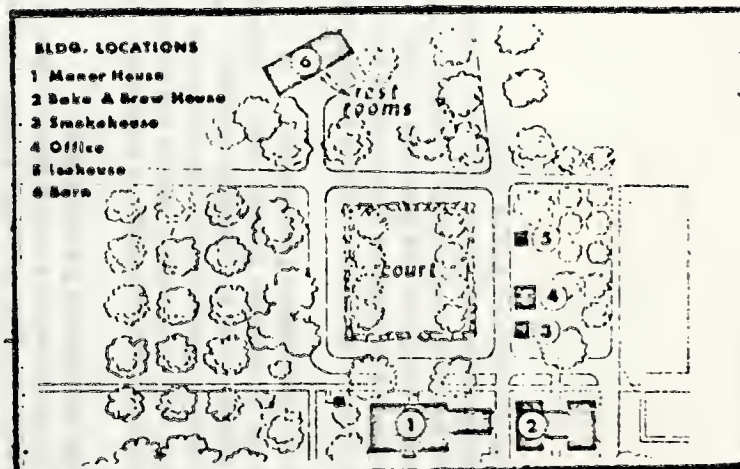 BLDG. LOCATIONS
1 Manor House
2 Bake & Brew House
3 Smokehouse
4 Office
5 Icehouse
6 Barn
6
rest
rooms
5
court
4
3
1
2